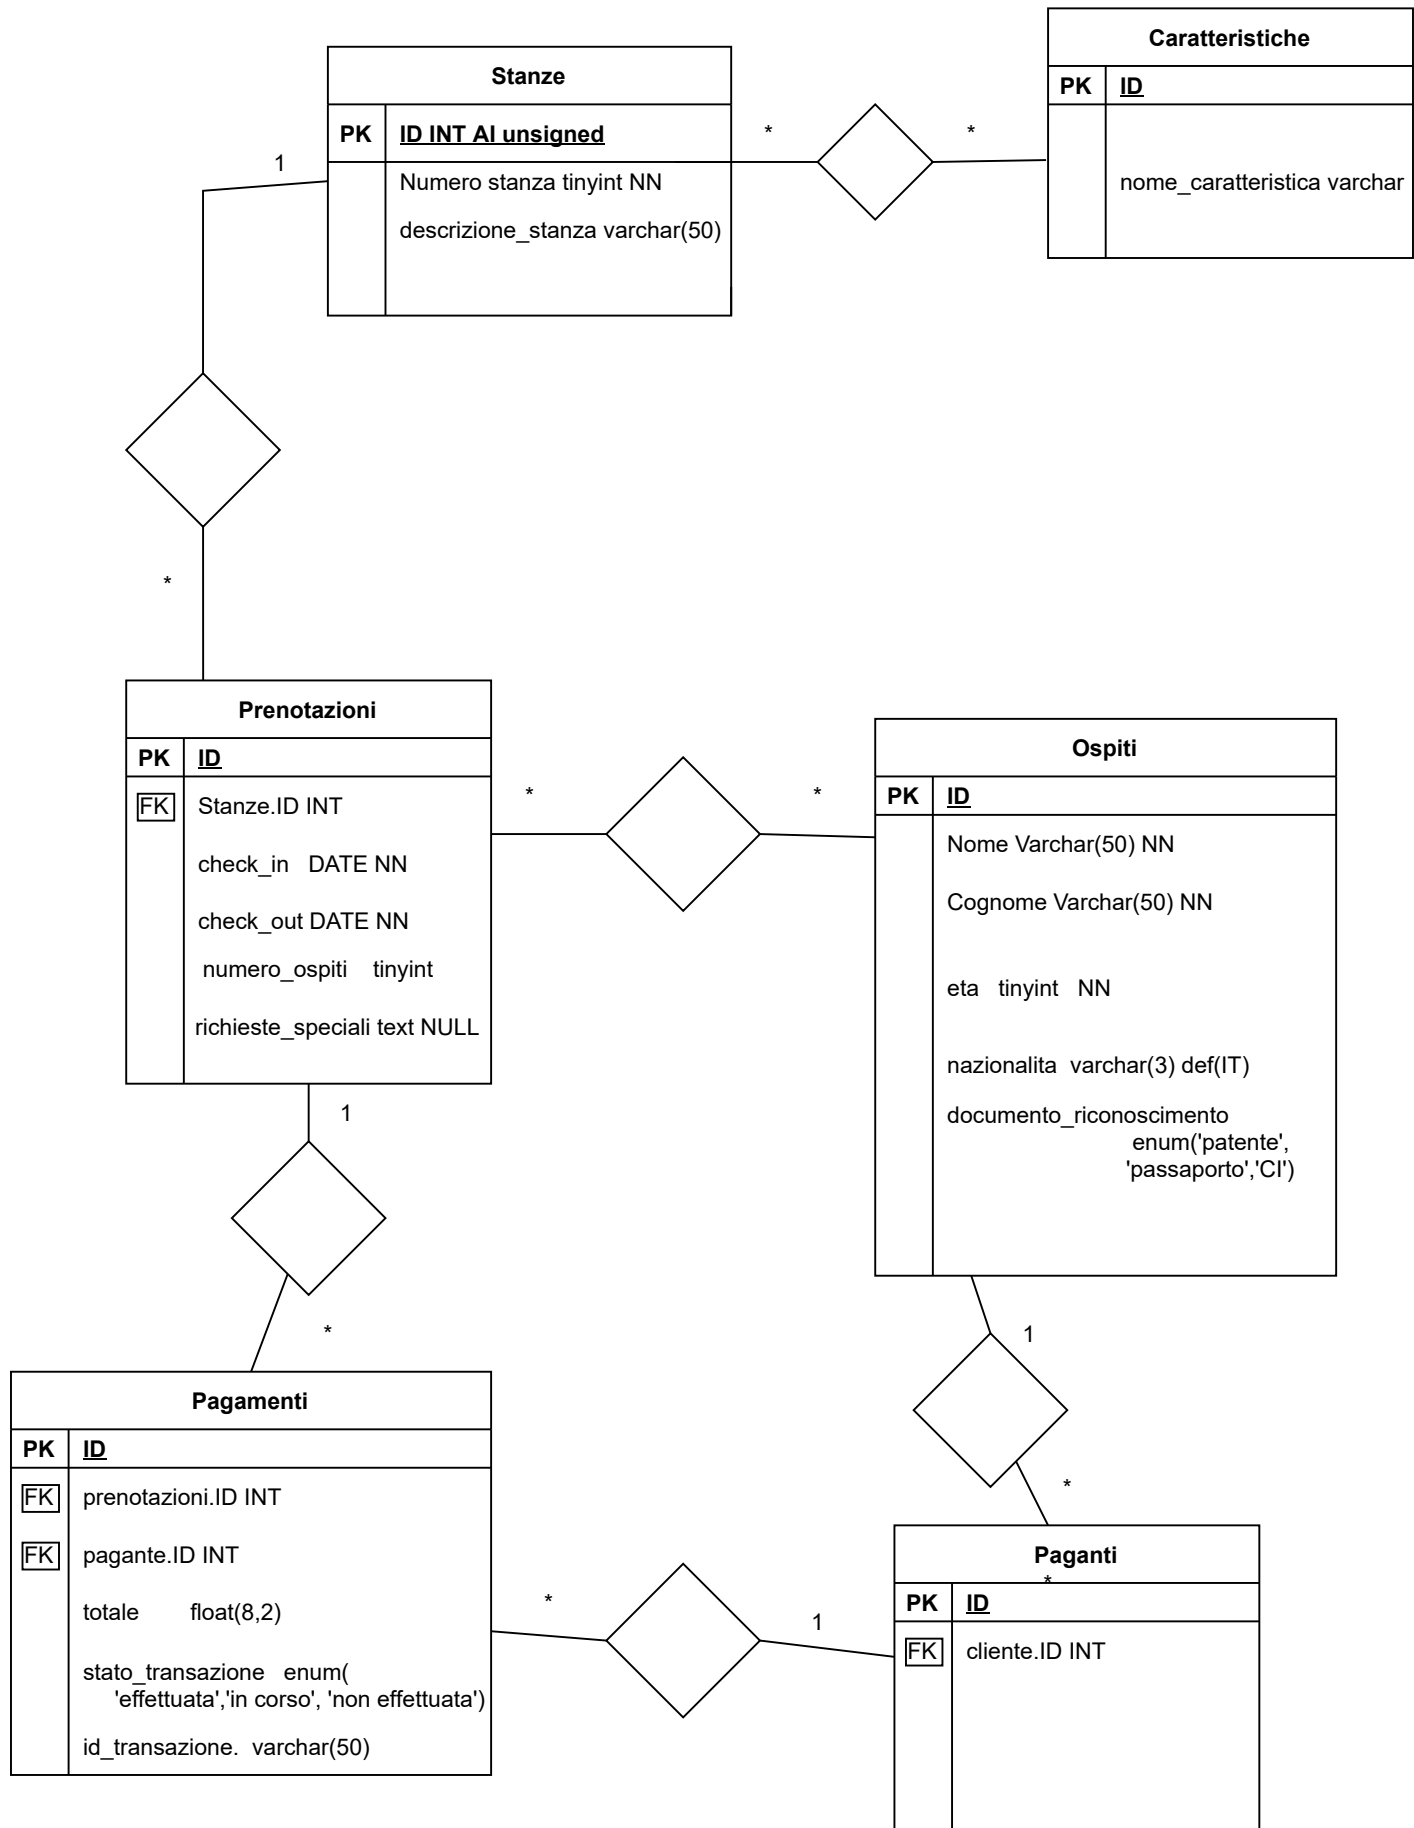 Caratteristiche
PK ID
nome_caratteristica varchar
Stanze
PK ID INT AI unsigned
Numero stanza tinyint NN
descrizione_stanza varchar(50)
*
*
1
*
Prenotazioni
PK ID
FK Stanze.ID INT
check_in DATE NN
check_out DATE NN
numero_ospiti tinyint
richieste_speciali text NULL
*
*
Ospiti
PK ID
Nome Varchar(50) NN
Cognome Varchar(50) NN
eta tinyint NN
nazionalita varchar(3) def(IT)
documento_riconoscimento
enum('patente',
'passaporto','CI')
1
*
1
*
Pagamenti
PK ID
FK prenotazioni.ID INT
FK pagante.ID INT
totale float(8,2)
stato_transazione enum(
'effettuata','in corso', 'non effettuata')
id_transazione. varchar(50)
*
1
Paganti
*
PK ID
FK cliente.ID INT